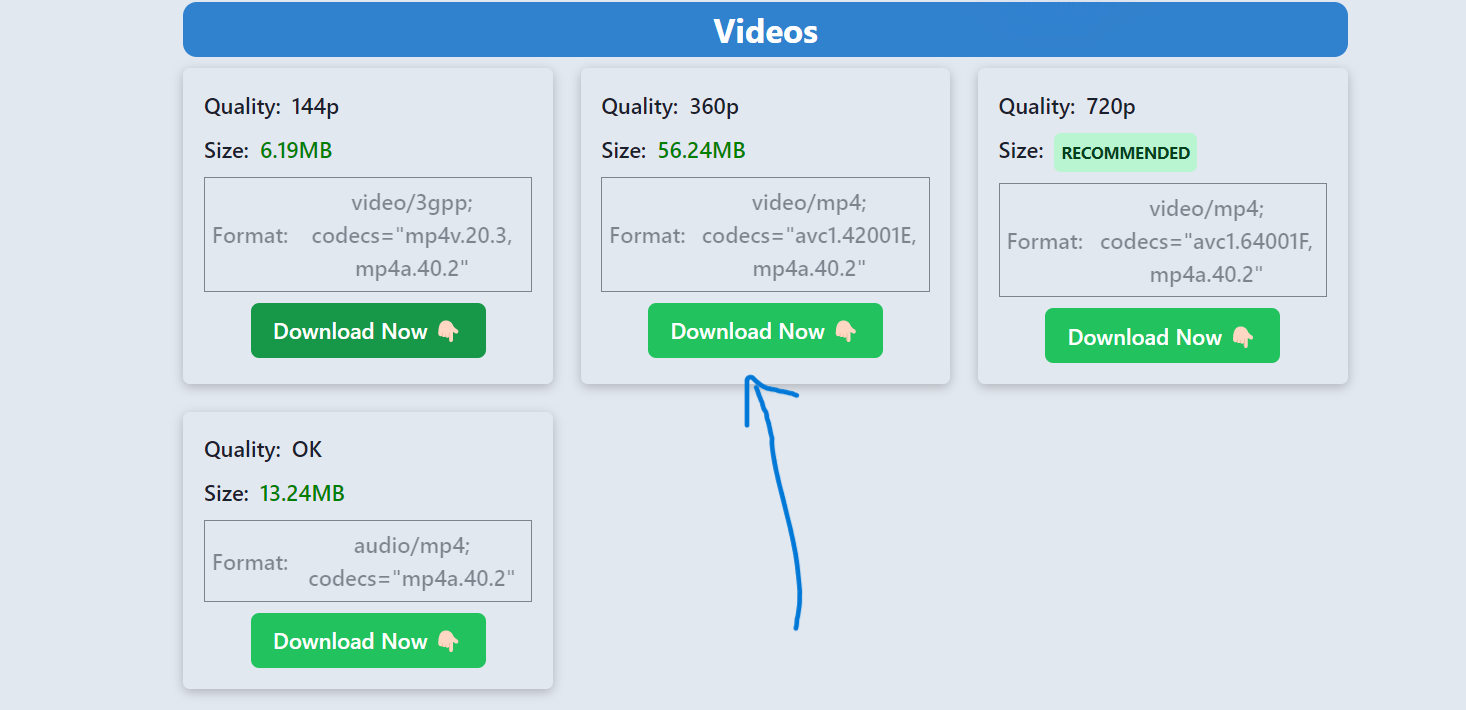 Videos
Quality: 144p
Size: 6.19MB
Format: video/3gpp;
codecs="mp4v.20.3,
mp4a.40.2"
Download Now 👇🏻
Quality: 360p
Size: 56.24MB
Format: video/mp4;
codecs="avc1.42001E,
mp4a.40.2"
Download Now 👇🏻
Quality: 720p
Size: RECOMMENDED
Format: video/mp4;
codecs="avc1.64001F,
mp4a.40.2"
Download Now 👇🏻
Quality: OK
Size: 13.24MB
Format: audio/mp4;
codecs="mp4a.40.2"
Download Now 👇🏻